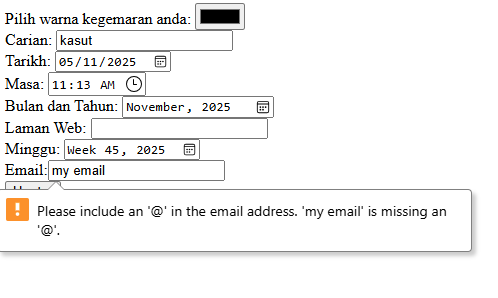 Pilih warna kegemaran anda:
Carian: kasut
Tarikh: 05/11/2025
Masa: 11:13 AM
Bulan dan Tahun: November, 2025
Laman Web:
Minggu: Week 45, 2025
Email: my email
Please include an '@' in the email address. 'my email' is missing an
'@'.